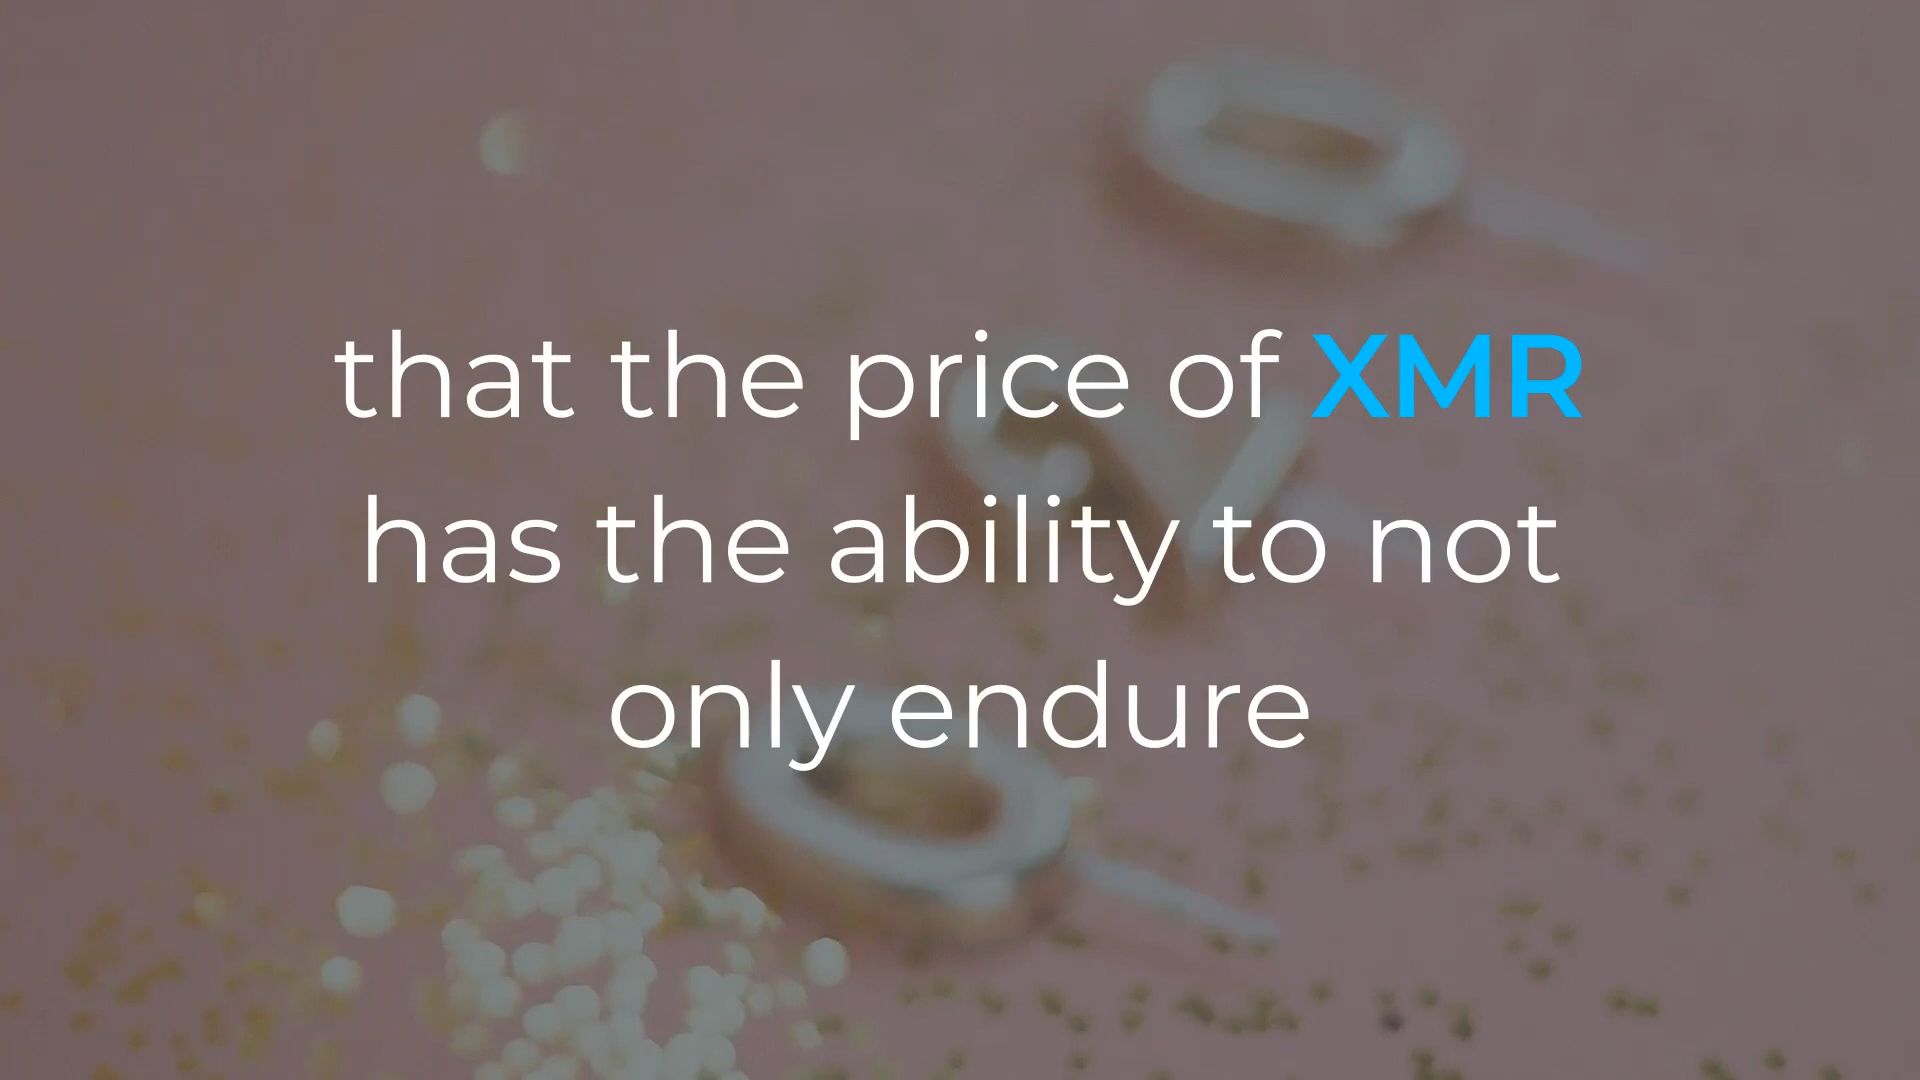 that the price of XMR
has the ability to not
only endure